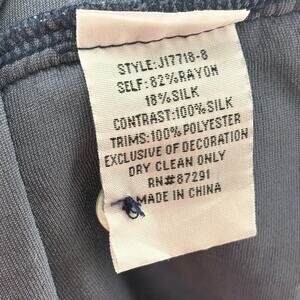 STYLE:J17718-8
SELF:82%RAYON
18%SILK
CONTRAST:100%SILK
TRIMS:100%POLYESTER
EXCLUSIVE OF DECORATION
DRY CLEAN ONLY
RN#87291
MADE IN CHINA